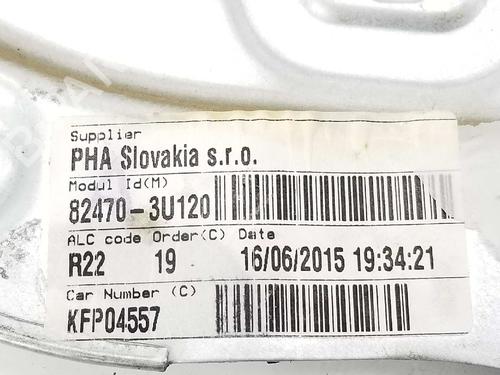 Supplier
PHA Slovakia s.r.o.
Modul Id(M)
82470-3U120
ALC code Order(C) Date
R22 19 16/06/2015 19:34:21
Car Number (C)
KFP04557